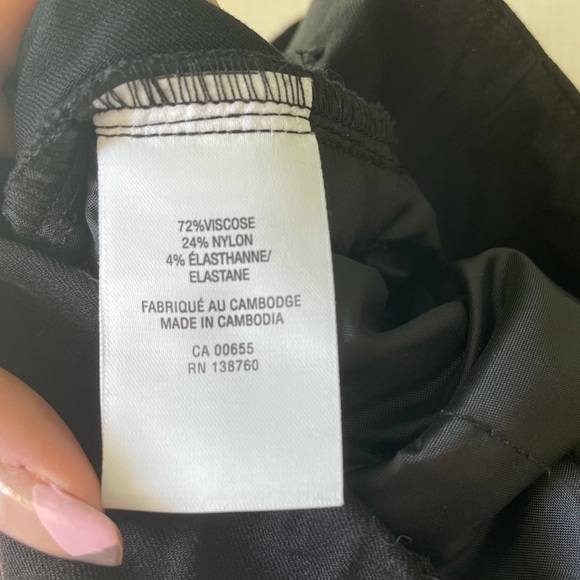 72%VISCOSE
24% NYLON
4% ÉLASTHANNE/
ELASTANE
FABRIQUÉ AU CAMBODGE
MADE IN CAMBODIA
CA 00655
RN 138760